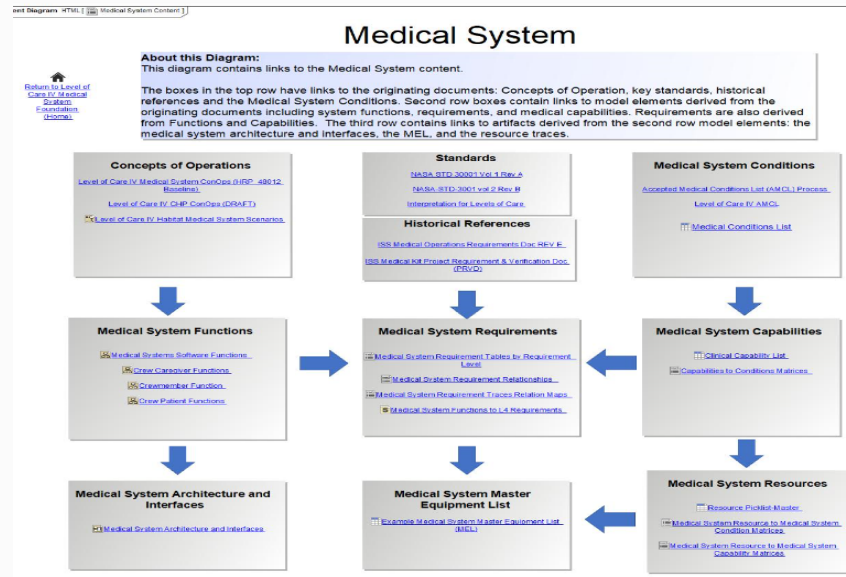 ent Diagram HTML [ Medical System Content ]
Medical System
Return to Level of
Care IV Medical
System
Foundation
(Home)
About this Diagram:
This diagram contains links to the Medical System content.
The boxes in the top row have links to the originating documents: Concepts of Operation, key standards, historical
references and the Medical System Conditions. Second row boxes contain links to model elements derived from the
originating documents including system functions, requirements, and medical capabilities. Requirements are also derived
from Functions and Capabilities. The third row contains links to artifacts derived from the second row model elements: the
medical system architecture and interfaces, the MEL, and the resource traces.
Concepts of Operations
Level of Care IV Medical System ConOps (HRP 48012
Baseline)
Level of Care IV CHP ConOps (DRAFT)
Level of Care IV Habitat Medical System Scenarios
Standards
NASA STD 30001 Vol 1 Rev A
NASA-STD-3001 vol 2 Rev B
Interpretation for Levels of Care
Historical References
ISS Medical Operations Requirements Doc REV E
ISS Medical Kit Project Requirement & Verification Doc
(PRVD)
Medical System Conditions
Accepted Medical Conditions List (AMCL) Process
Level of Care IV AMCL
Medical Conditions List
Medical System Functions
Medical Systems Software Functions
Crew Caregiver Functions
Crewmember Function
Crew Patient Functions
Medical System Requirements
Medical System Requirement Tables by Requirement
Level
Medical System Requirement Relationships
Medical System Requirement Traces Relation Maps
Medical System Functions to L4 Requirements
Medical System Capabilities
Clinical Capability List
Capabilities to Conditions Matrices
Medical System Architecture and
Interfaces
Medical System Architecture and Interfaces
Medical System Master
Equipment List
Example Medical System Master Equipment List
(MEL)
Medical System Resources
Resource Picklist-Master
Medical System Resource to Medical System
Condition Matrices
Medical System Resource to Medical System
Capability Matrices